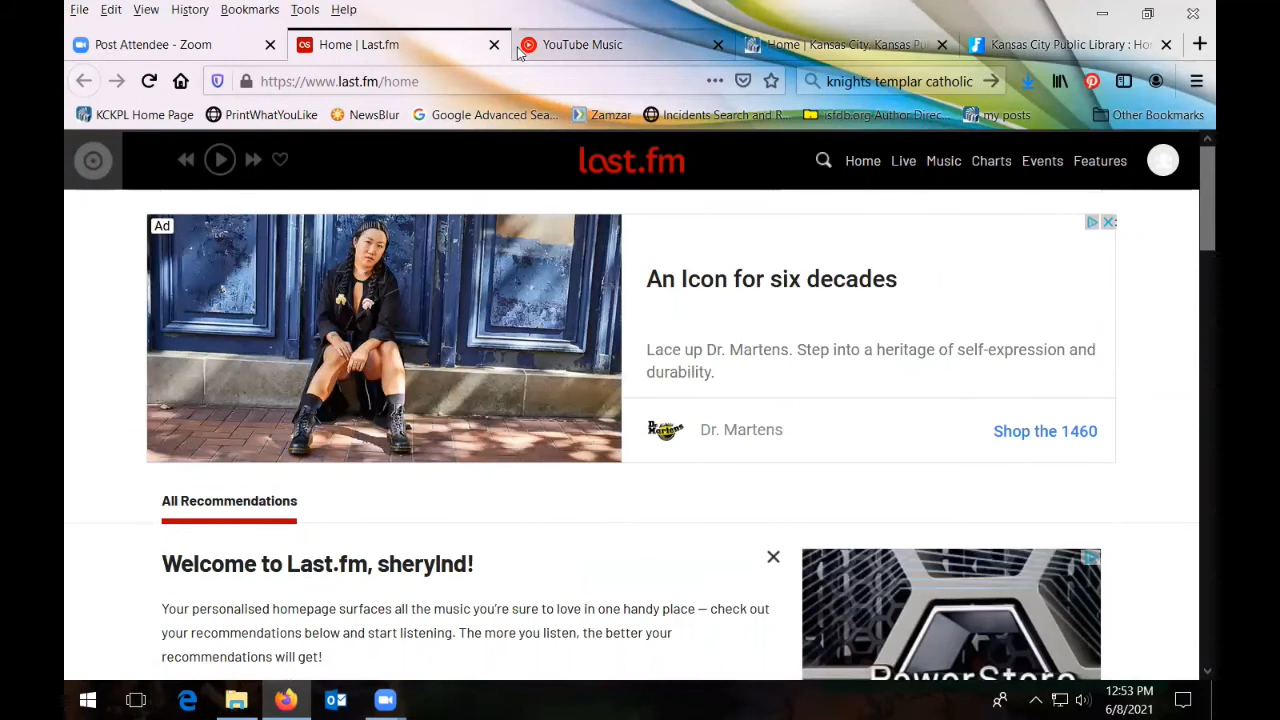 File Edit View History Bookmarks Tools Help
Post Attendee - Zoom Home | Last.fm YouTube Music Home | Kansas City, Kansas Pu Kansas City Public Library : Ho
https://www.last.fm/home knights templar catholic
KCKPL Home Page PrintWhatYouLike NewsBlur Google Advanced Sea... Zamzar Incidents Search and R... isfdb.org Author Direc... my posts Other Bookmarks
last.fm Home Live Music Charts Events Features
Ad
An Icon for six decades
Lace up Dr. Martens. Step into a heritage of self-expression and
durability.
Dr. Martens Dr. Martens Shop the 1460
All Recommendations
Welcome to Last.fm, sherylnd!
Your personalised homepage surfaces all the music you're sure to love in one handy place – check out
your recommendations below and start listening. The more you listen, the better your
recommendations will get!
PowerStore
12:53 PM
6/8/2021